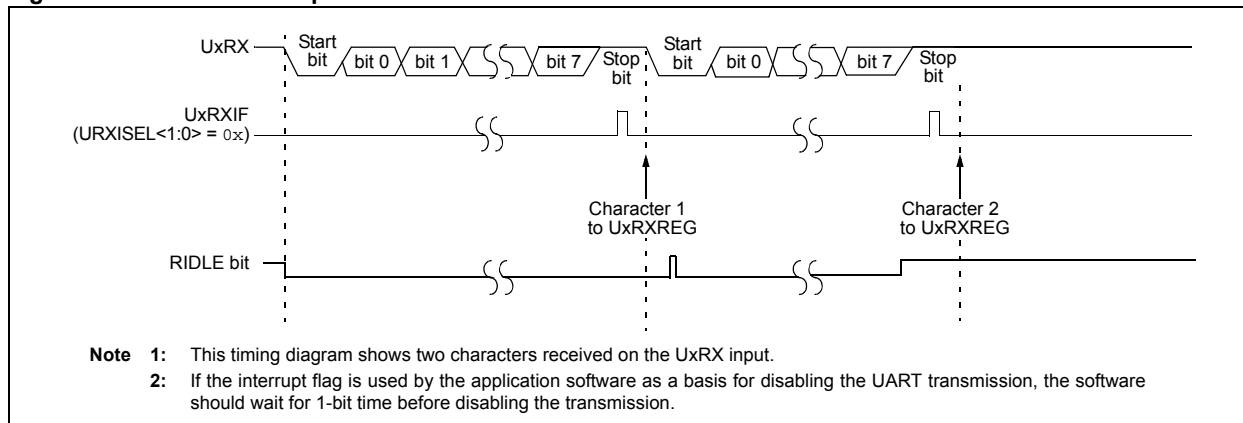 UxRX
Start
bit
bit 0
bit 1
bit 7
Stop
bit
Start
bit
bit 0
bit 7
Stop
bit
UxRXIF
(URXISEL<1:0> = 0x)
Character 1
to UxRXREG
Character 2
to UxRXREG
RIDLE bit
Note 1: This timing diagram shows two characters received on the UxRX input.
2: If the interrupt flag is used by the application software as a basis for disabling the UART transmission, the software
should wait for 1-bit time before disabling the transmission.